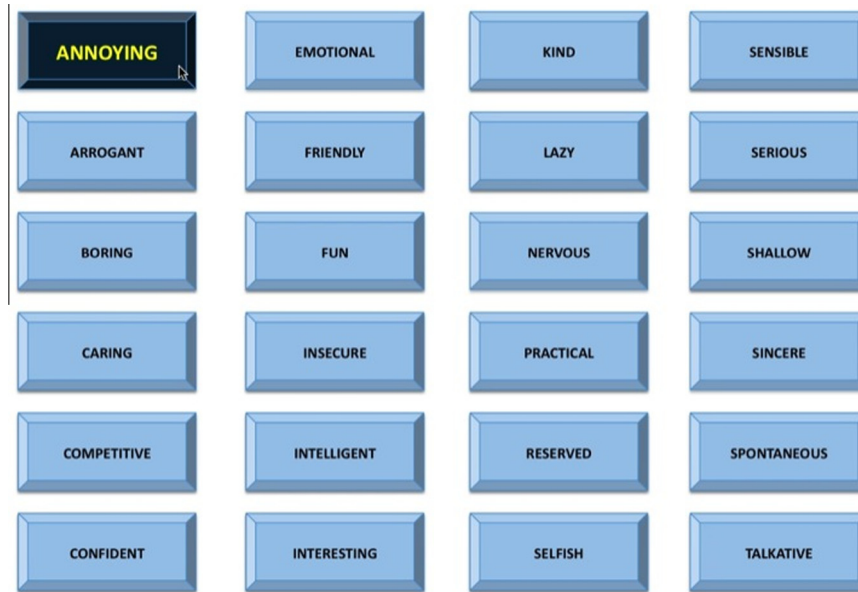 ANNOYING
EMOTIONAL
KIND
SENSIBLE
ARROGANT
FRIENDLY
LAZY
SERIOUS
BORING
FUN
NERVOUS
SHALLOW
CARING
INSECURE
PRACTICAL
SINCERE
COMPETITIVE
INTELLIGENT
RESERVED
SPONTANEOUS
CONFIDENT
INTERESTING
SELFISH
TALKATIVE